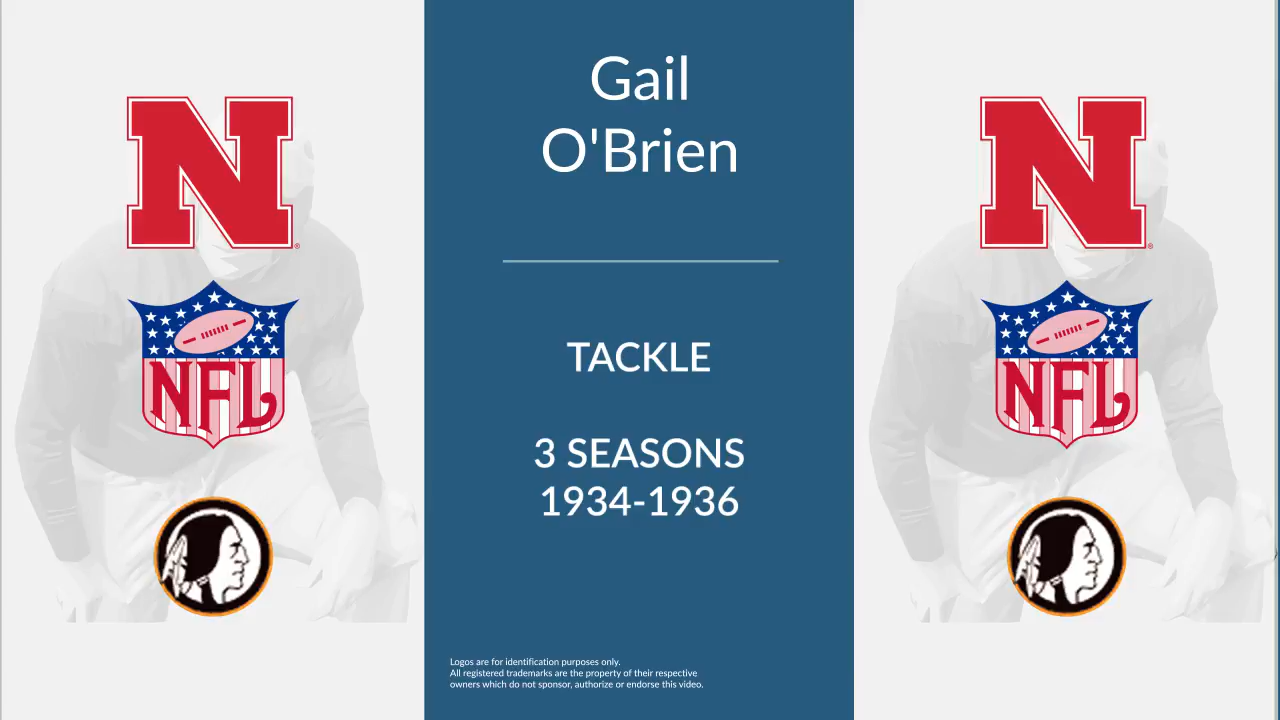 Gail
O'Brien
TACKLE
3 SEASONS
1934-1936
N
®
NFL
N
®
NFL
Logos are for identification purposes only.
All registered trademarks are the property of their respective
owners which do not sponsor, authorize or endorse this video.